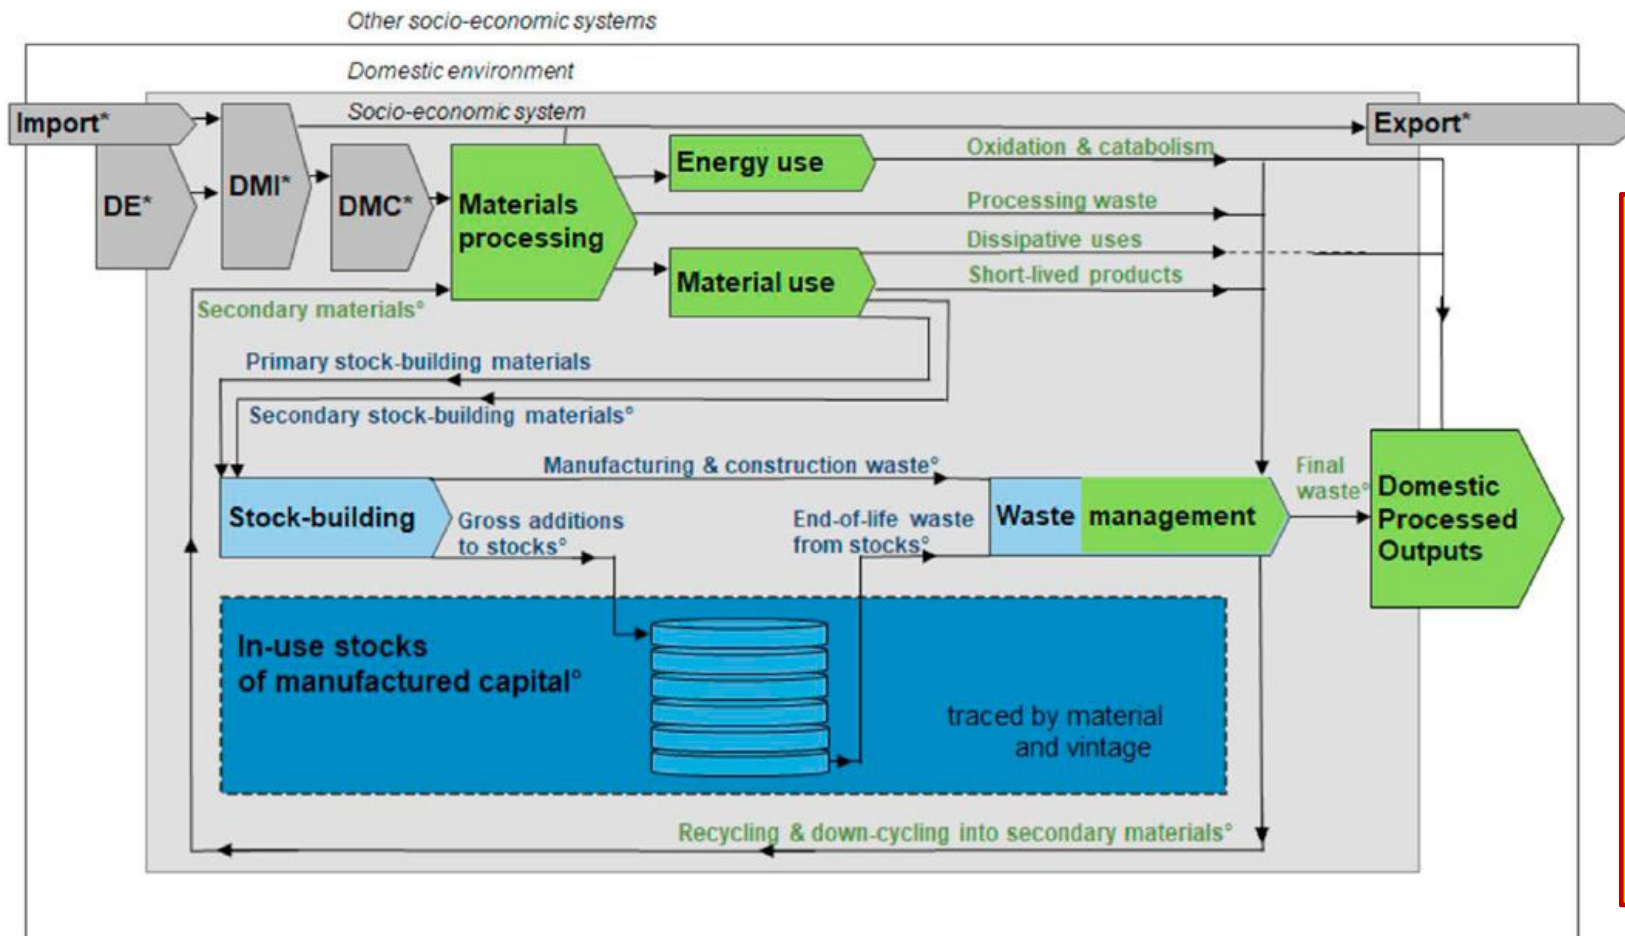 Other socio-economic systems
Domestic environment
Socio-economic system
Import*
Export*
DE*
DMI*
DMC*
Materials
processing
Energy use
Material use
Oxidation & catabolism
Processing waste
Dissipative uses
Short-lived products
Secondary materials°
Primary stock-building materials
Secondary stock-building materials°
Manufacturing & construction waste°
Stock-building
Gross additions
to stocks°
End-of-life waste
from stocks°
Waste management
Final
waste°
Domestic
Processed
Outputs
In-use stocks
of manufactured capital°
traced by material
and vintage
Recycling & down-cycling into secondary materials°